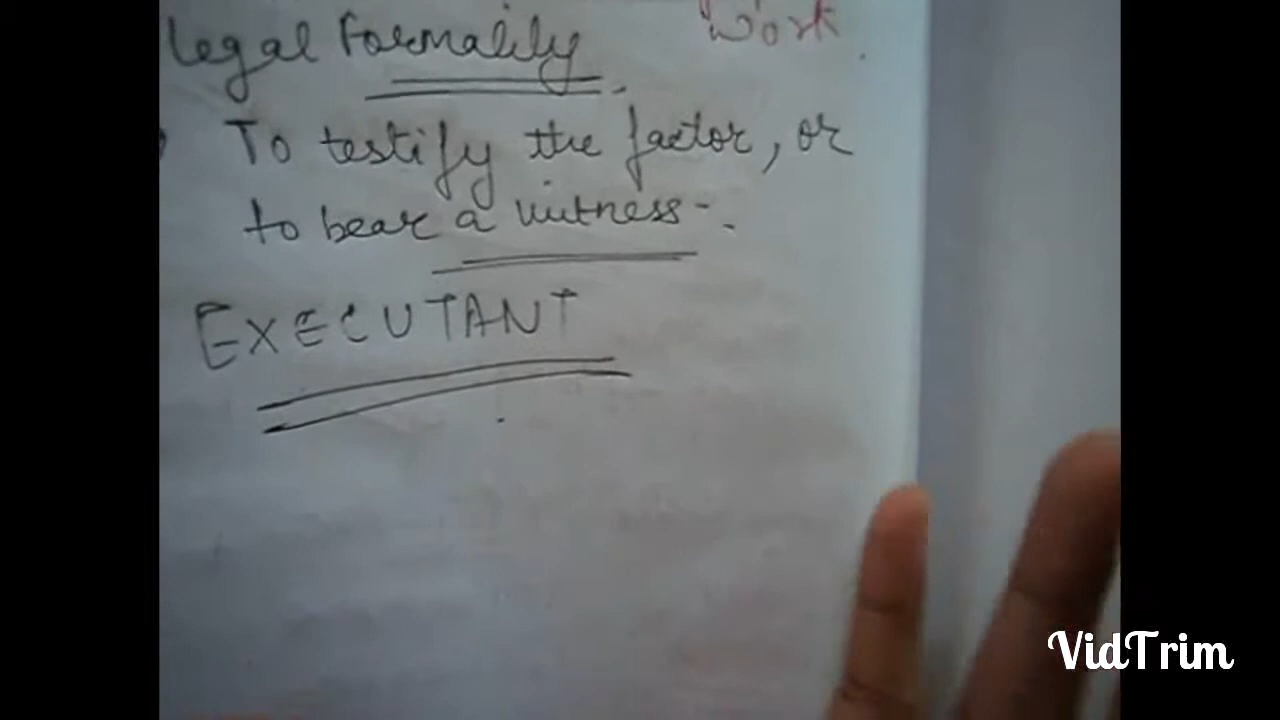 Work
legal formality.
To testify the factor, or
to bear a witness-.
EXECUTANT
VidTrim